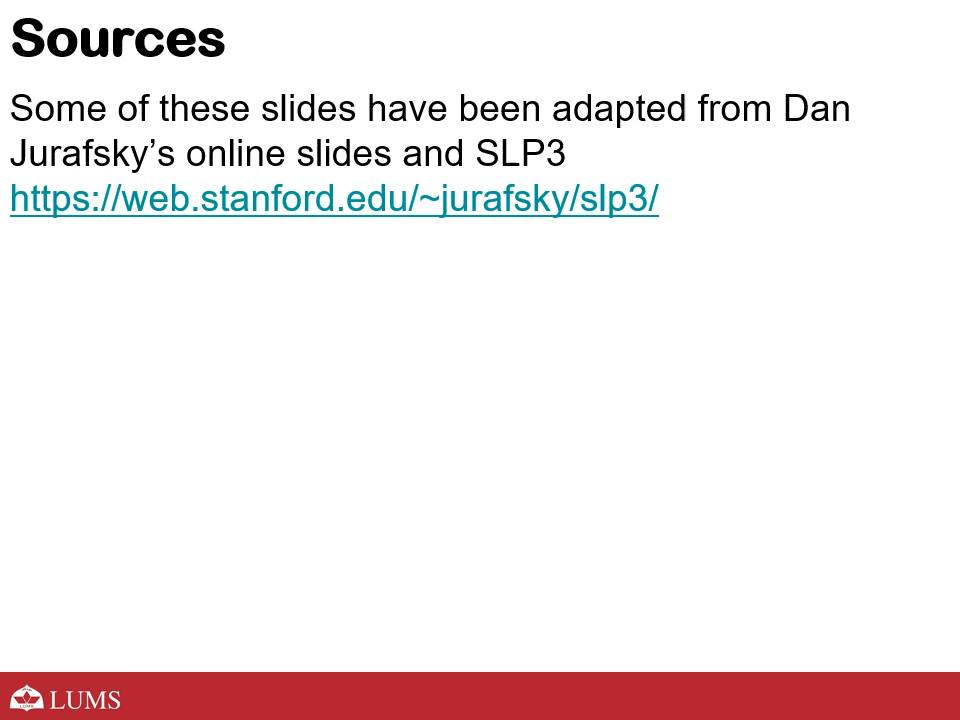 Sources
Some of these slides have been adapted from Dan
Jurafsky’s online slides and SLP3
https://web.stanford.edu/~jurafsky/slp3/
LUMS
LUMS